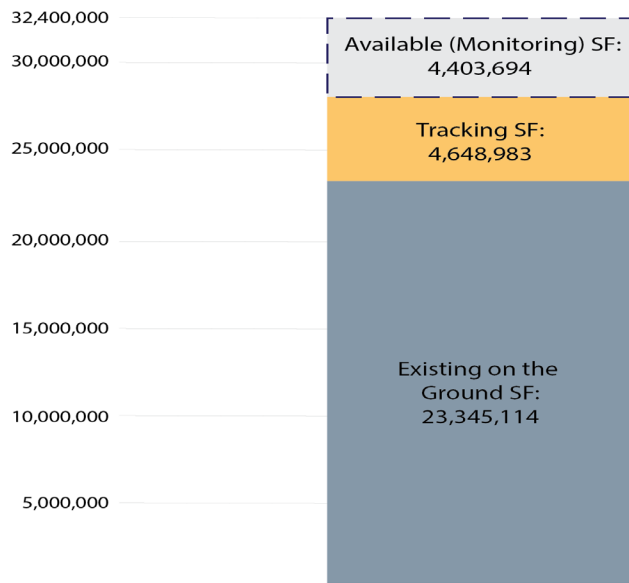 32,400,000
30,000,000
25,000,000
20,000,000
15,000,000
10,000,000
5,000,000
Available (Monitoring) SF:
4,403,694
Tracking SF:
4,648,983
Existing on the
Ground SF:
23,345,114